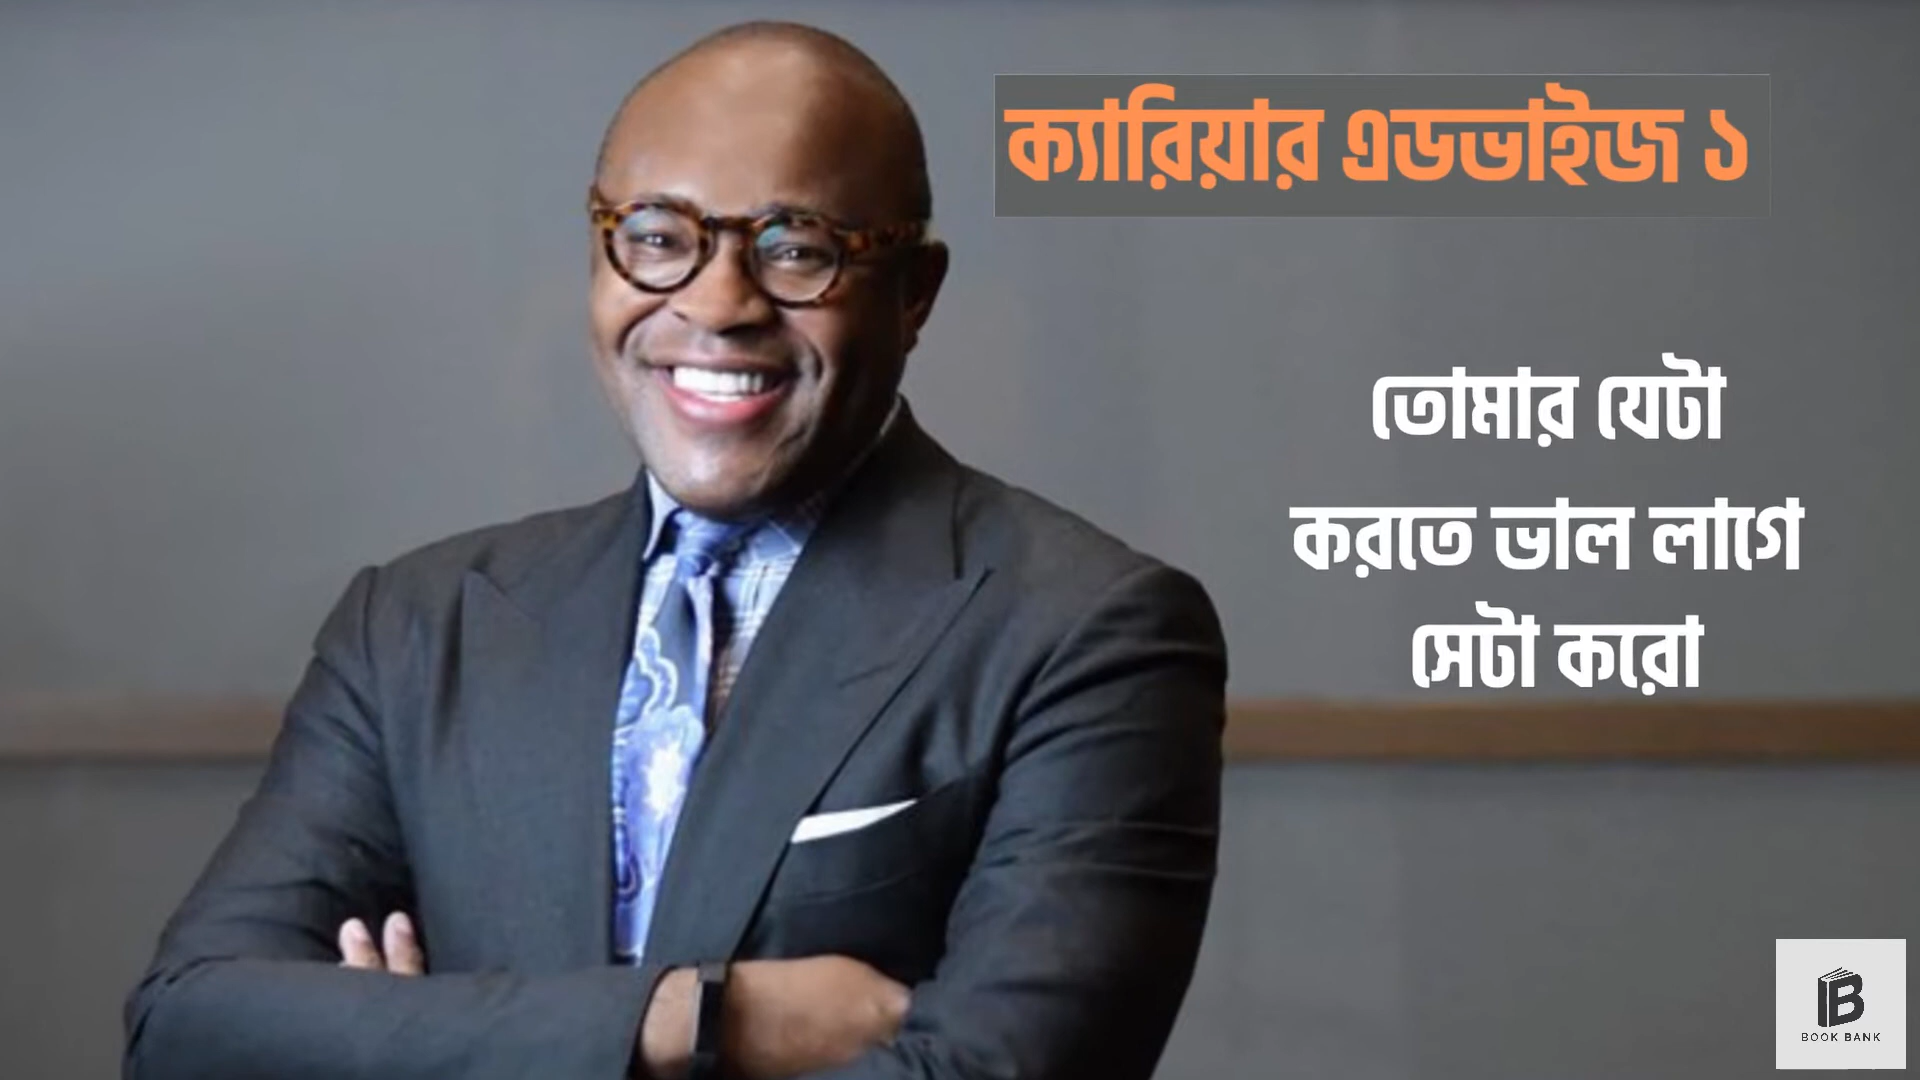 ক্যারিয়ার এডভাইজ ১
তোমার যেটা
করতে ভাল লাগে
সেটা করো
B
BOOK BANK